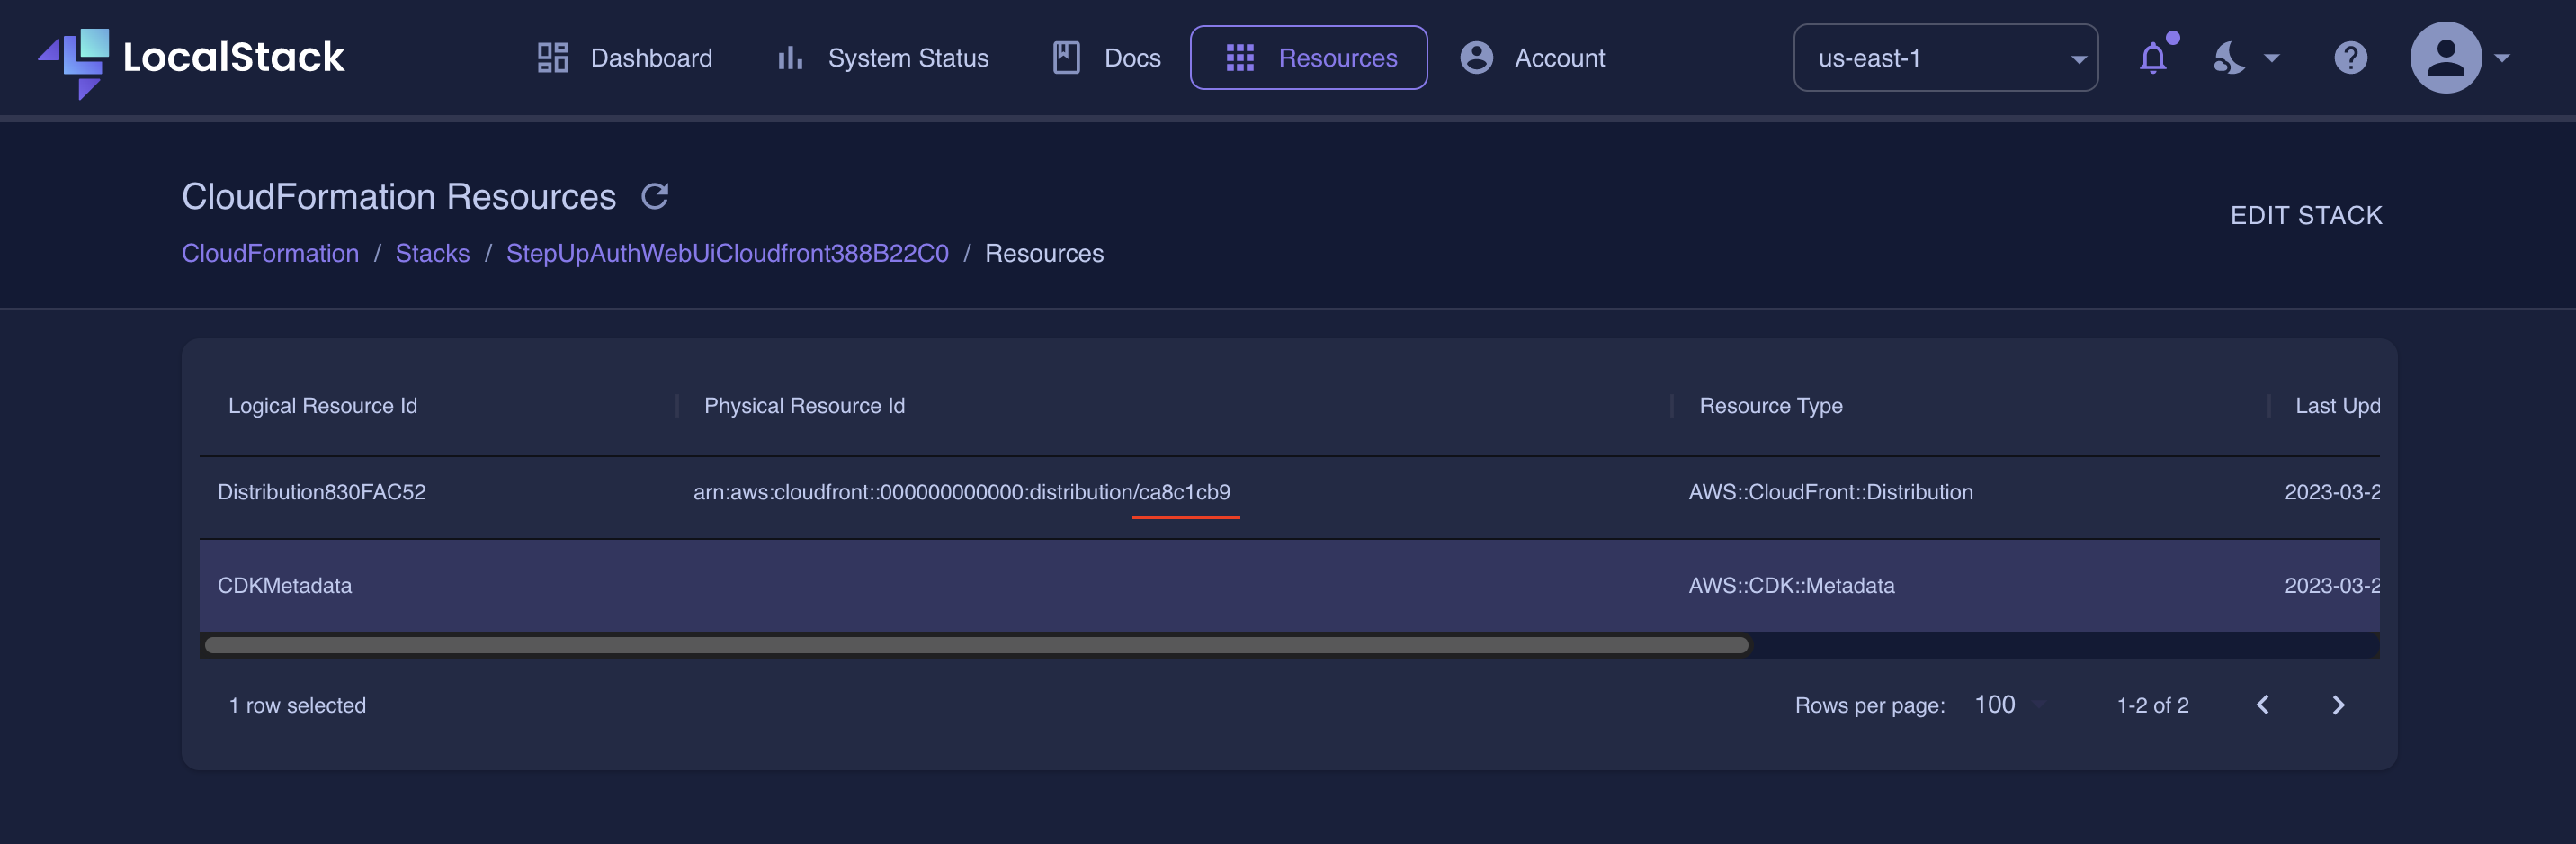 LocalStack Dashboard System Status Docs Resources Account us-east-1
CloudFormation Resources
EDIT STACK
CloudFormation / Stacks / StepUpAuthWebUiCloudfront388B22C0 / Resources
Logical Resource Id Physical Resource Id Resource Type Last Upd
Distribution830FAC52 arn:aws:cloudfront::000000000000:distribution/ca8c1cb9 AWS::CloudFront::Distribution 2023-03-2
CDKMetadata AWS::CDK::Metadata 2023-03-2
1 row selected Rows per page: 100 1-2 of 2